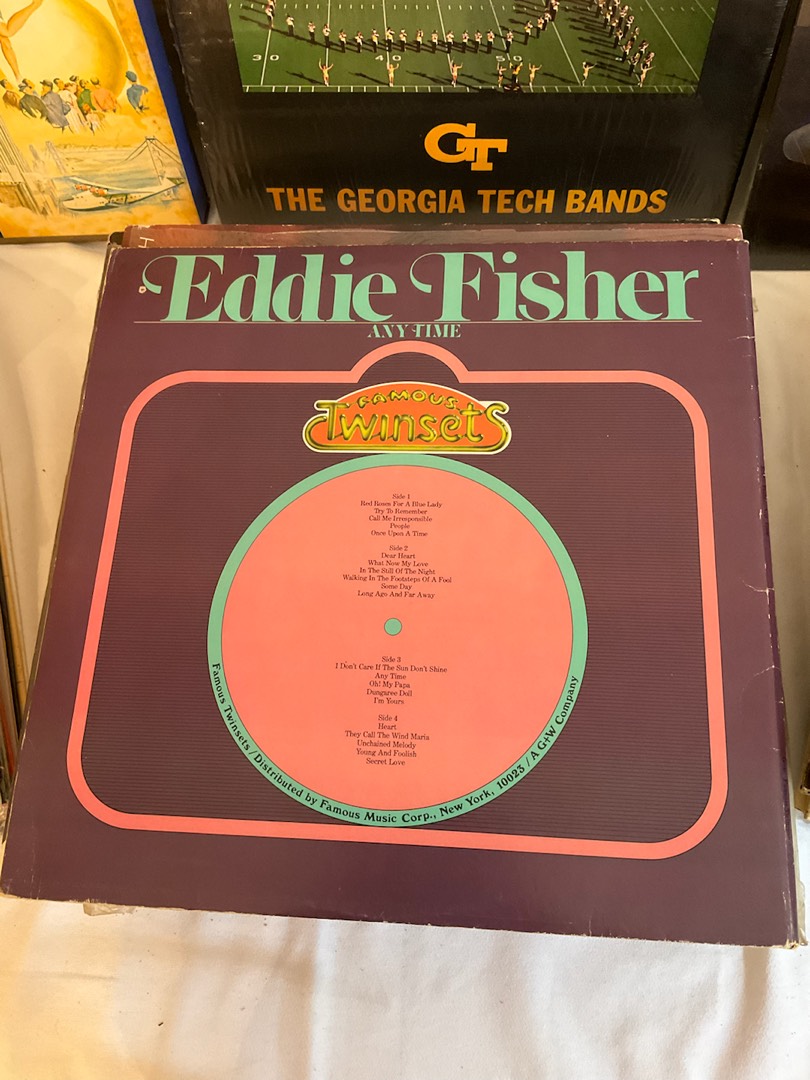 30 40 50
GT
THE GEORGIA TECH BANDS
Eddie Fisher
ANY TIME
FAMOUS
Twinsets
Side 1
Red Roses For A Blue Lady
Try To Remember
Call Me Irresponsible
People
Once Upon A Time
Side 2
Dear Heart
What Now My Love
In The Still Of The Night
Walking In The Footsteps Of A Fool
Some Day
Long Ago And Far Away
Side 3
I Don't Care If The Sun Don't Shine
Any Time
Oh! My Papa
Dungaree Doll
I'm Yours
Side 4
Heart
They Call The Wind Maria
Unchained Melody
Young And Foolish
Secret Love
Famous Twinsets / Distributed by Famous Music Corp., New York, 10023 / A G+W Company